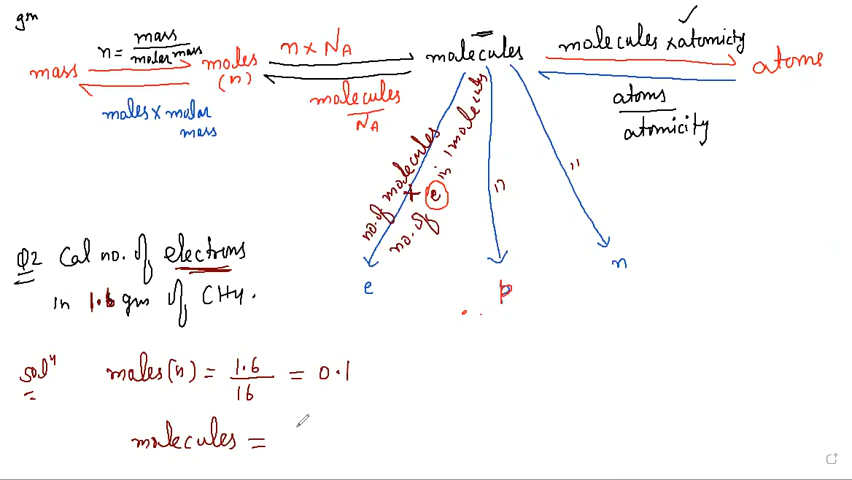 gm
n = mass / molar mass
mass
moles (n)
moles × molar mass
n × NA
molecules / NA
molecules
molecules × atomicity
atoms
atoms / atomicity
no. of molecules × no. of e in 1 molecule
"
"
e
p
n
Q2 Cal no. of electrons
in 1.6 gm of CH4.
Solⁿ moles (n) = 1.6 / 16 = 0.1
molecules =